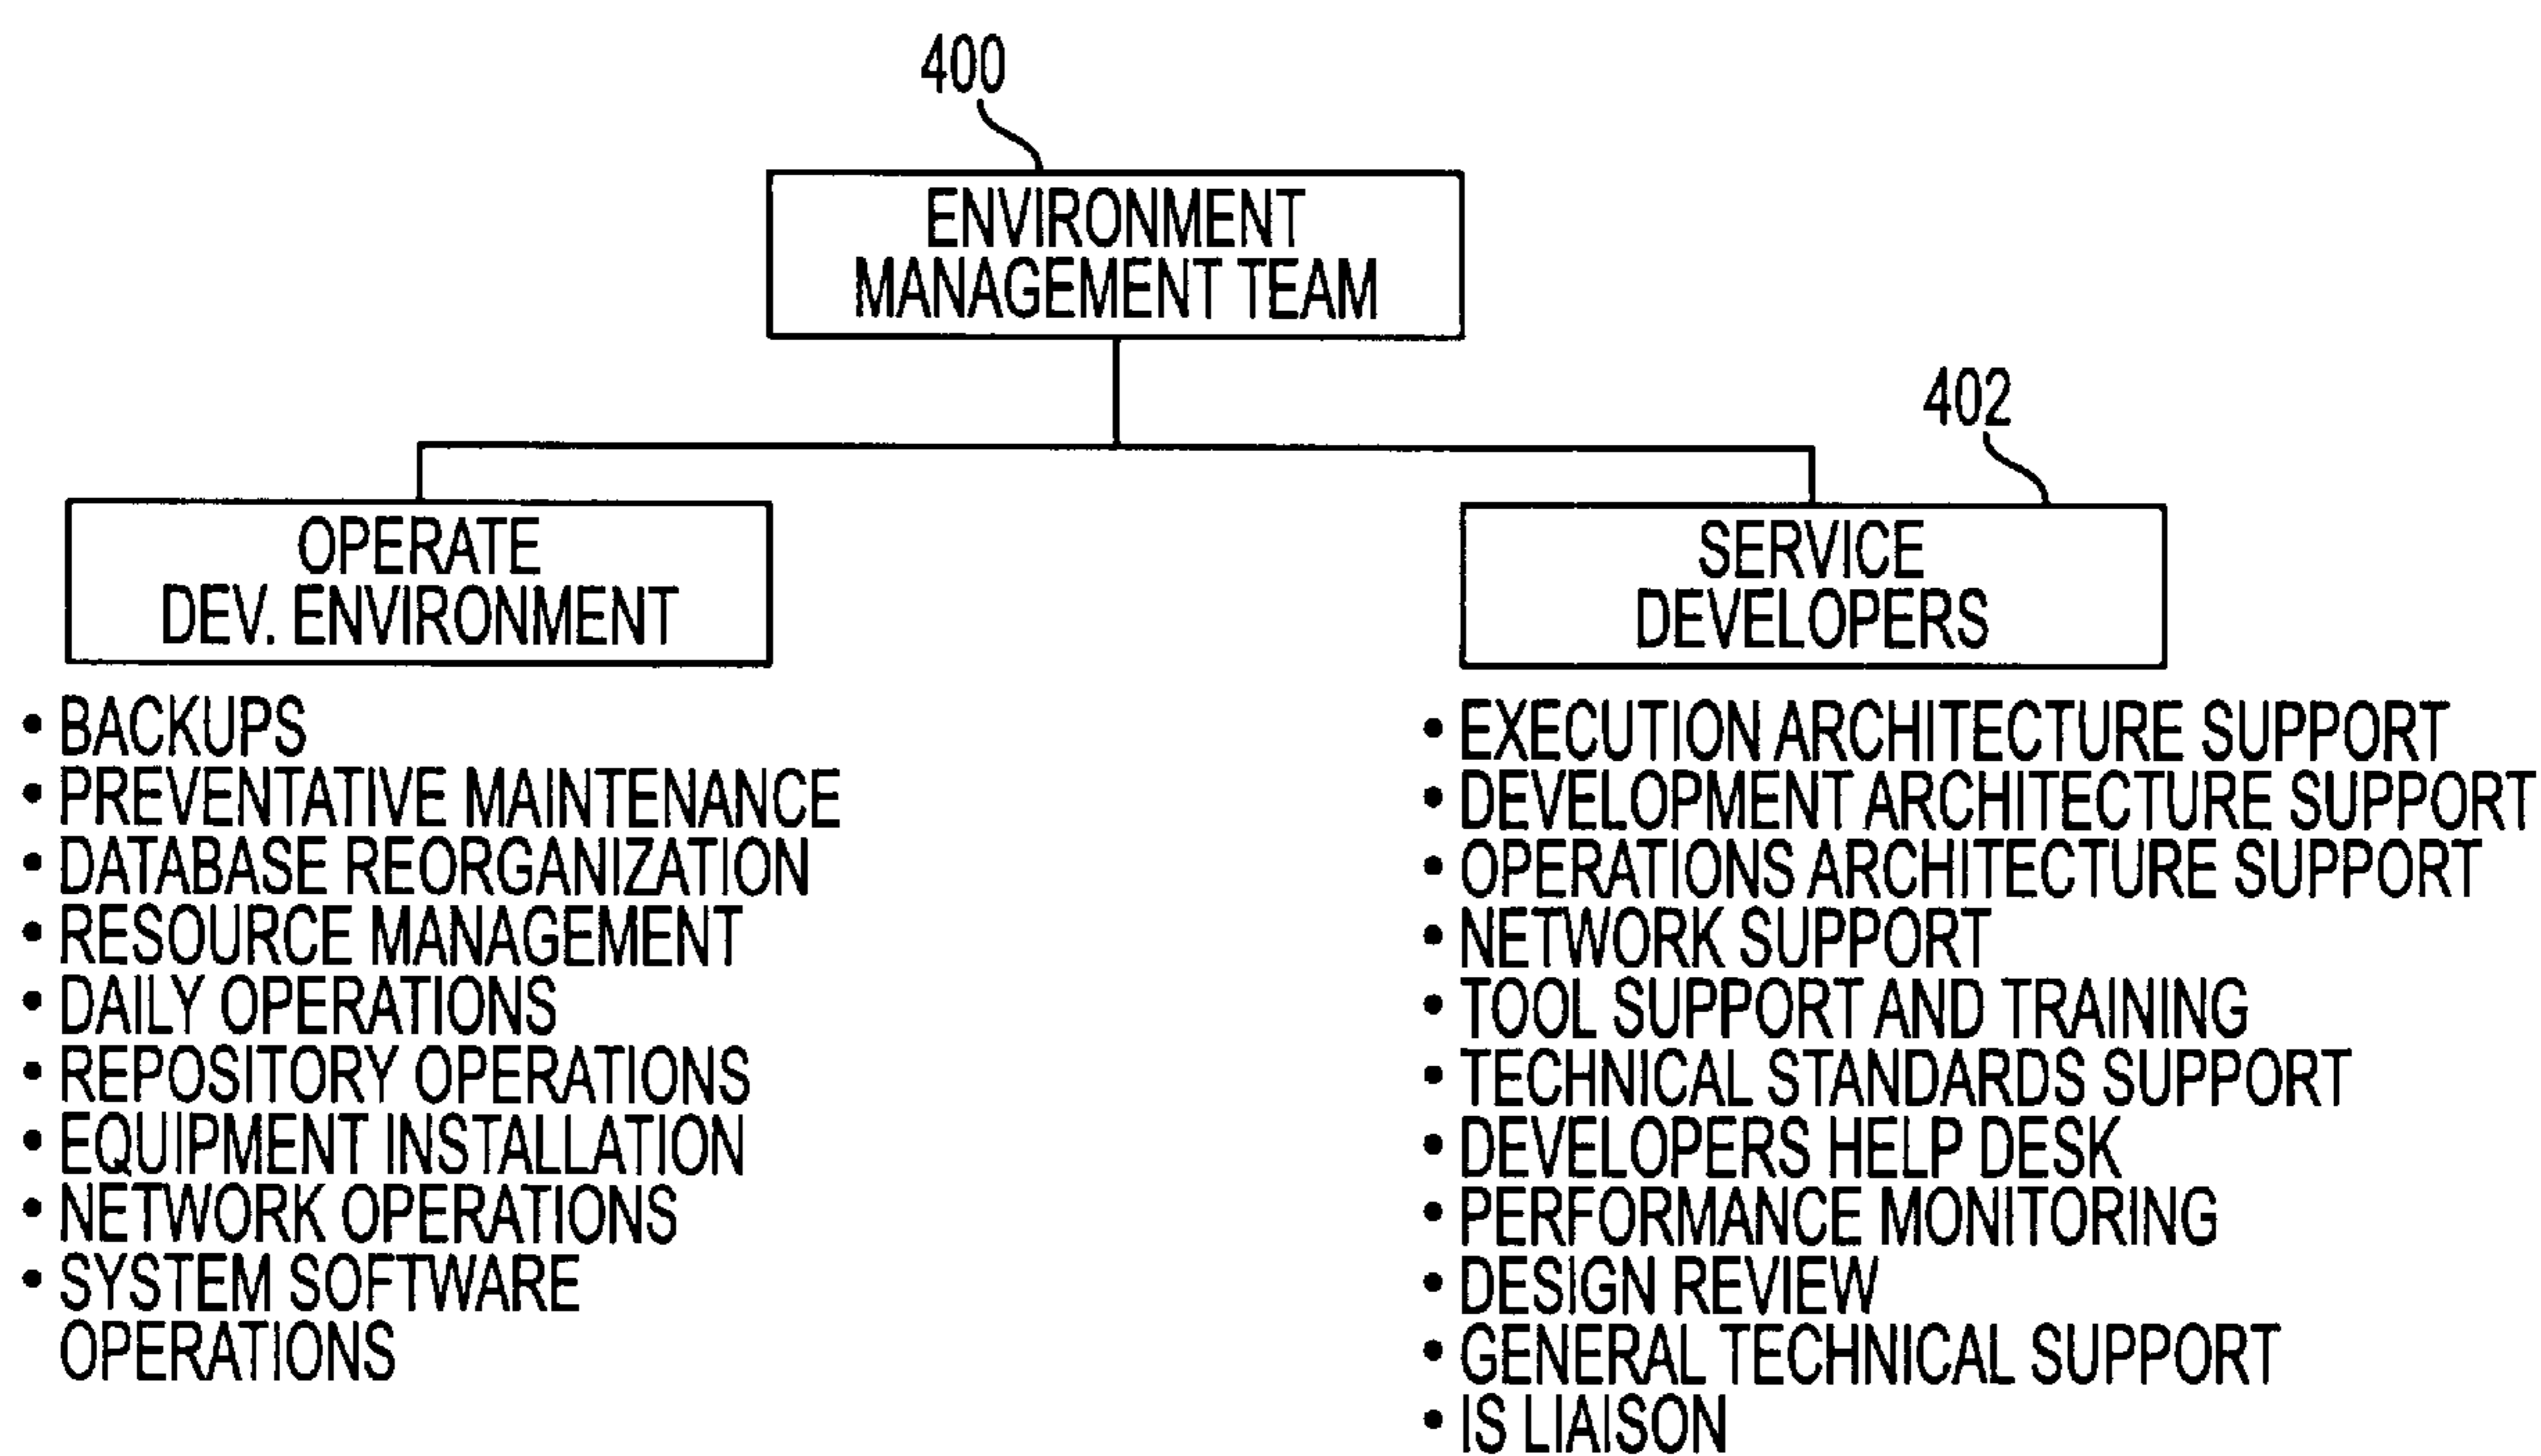 400
ENVIRONMENT
MANAGEMENT TEAM
402
OPERATE
DEV. ENVIRONMENT
• BACKUPS
• PREVENTATIVE MAINTENANCE
• DATABASE REORGANIZATION
• RESOURCE MANAGEMENT
• DAILY OPERATIONS
• REPOSITORY OPERATIONS
• EQUIPMENT INSTALLATION
• NETWORK OPERATIONS
• SYSTEM SOFTWARE
OPERATIONS
SERVICE
DEVELOPERS
• EXECUTION ARCHITECTURE SUPPORT
• DEVELOPMENT ARCHITECTURE SUPPORT
• OPERATIONS ARCHITECTURE SUPPORT
• NETWORK SUPPORT
• TOOL SUPPORT AND TRAINING
• TECHNICAL STANDARDS SUPPORT
• DEVELOPERS HELP DESK
• PERFORMANCE MONITORING
• DESIGN REVIEW
• GENERAL TECHNICAL SUPPORT
• IS LIAISON